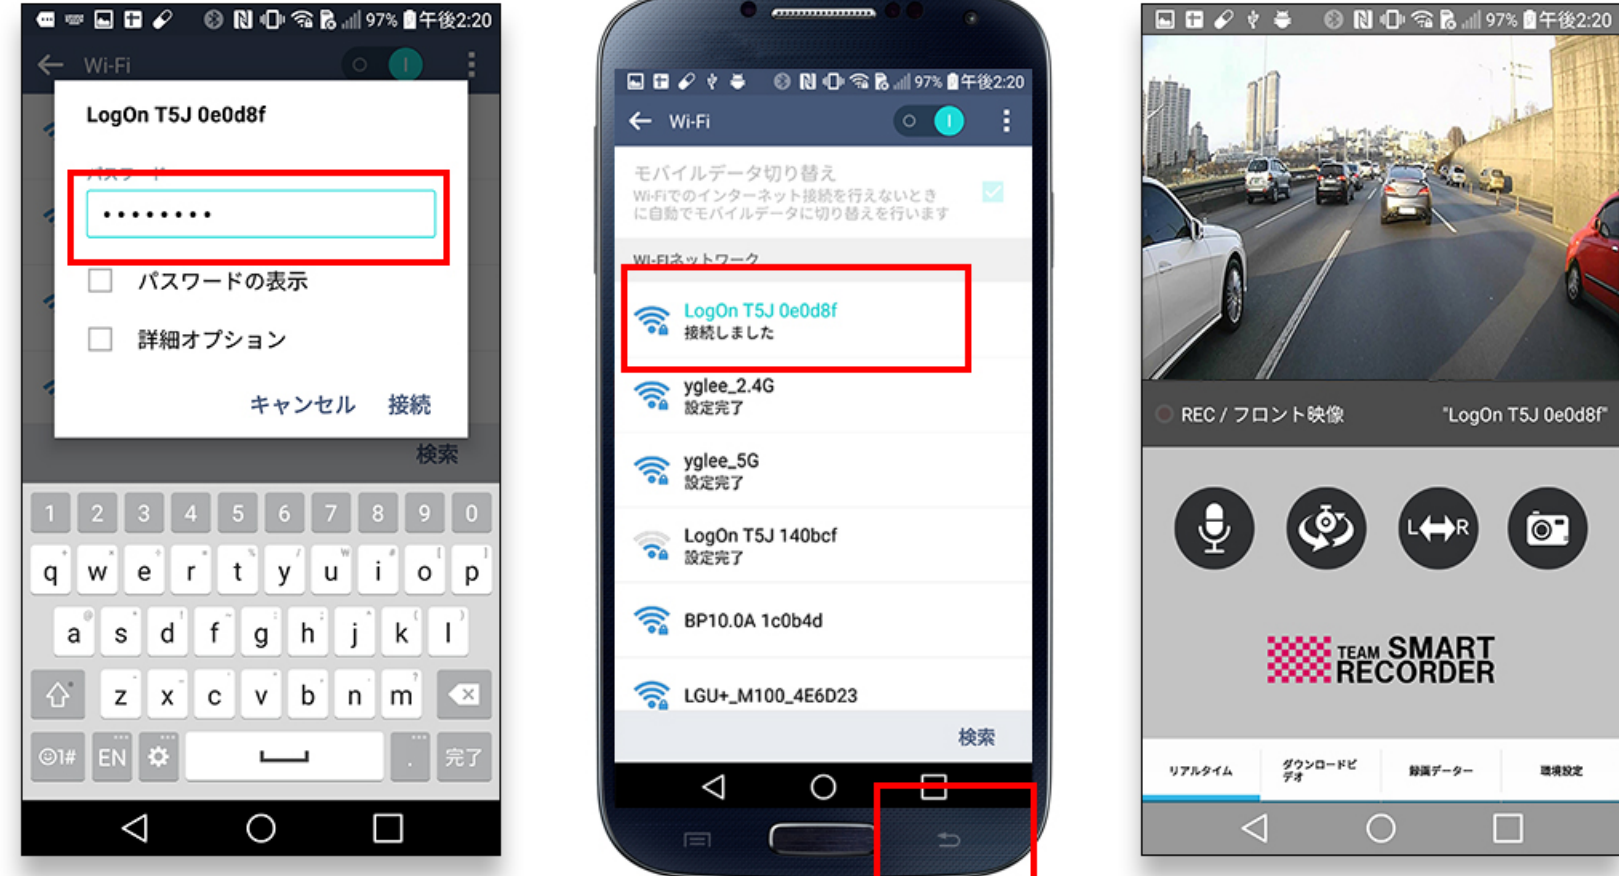 97% 午後2:20
Wi-Fi
LogOn T5J 0e0d8f
パスワード
••••••••
パスワードの表示
詳細オプション
キャンセル 接続
検索
1 2 3 4 5 6 7 8 9 0
q w e r t y u i o p
a s d f g h j k l
z x c v b n m
☺1# EN . 完了
97% 午後2:20
Wi-Fi
モバイルデータ切り替え
Wi-Fiでのインターネット接続を行えないとき
に自動でモバイルデータに切り替えを行います
Wi-Fiネットワーク
LogOn T5J 0e0d8f
接続しました
yglee_2.4G
設定完了
yglee_5G
設定完了
LogOn T5J 140bcf
設定完了
BP10.0A 1c0b4d
LGU+_M100_4E6D23
検索
97% 午後2:20
REC / フロント映像 "LogOn T5J 0e0d8f"
L R
TEAM SMART
RECORDER
リアルタイム
ダウンロードビ
デオ
録画データー
環境設定